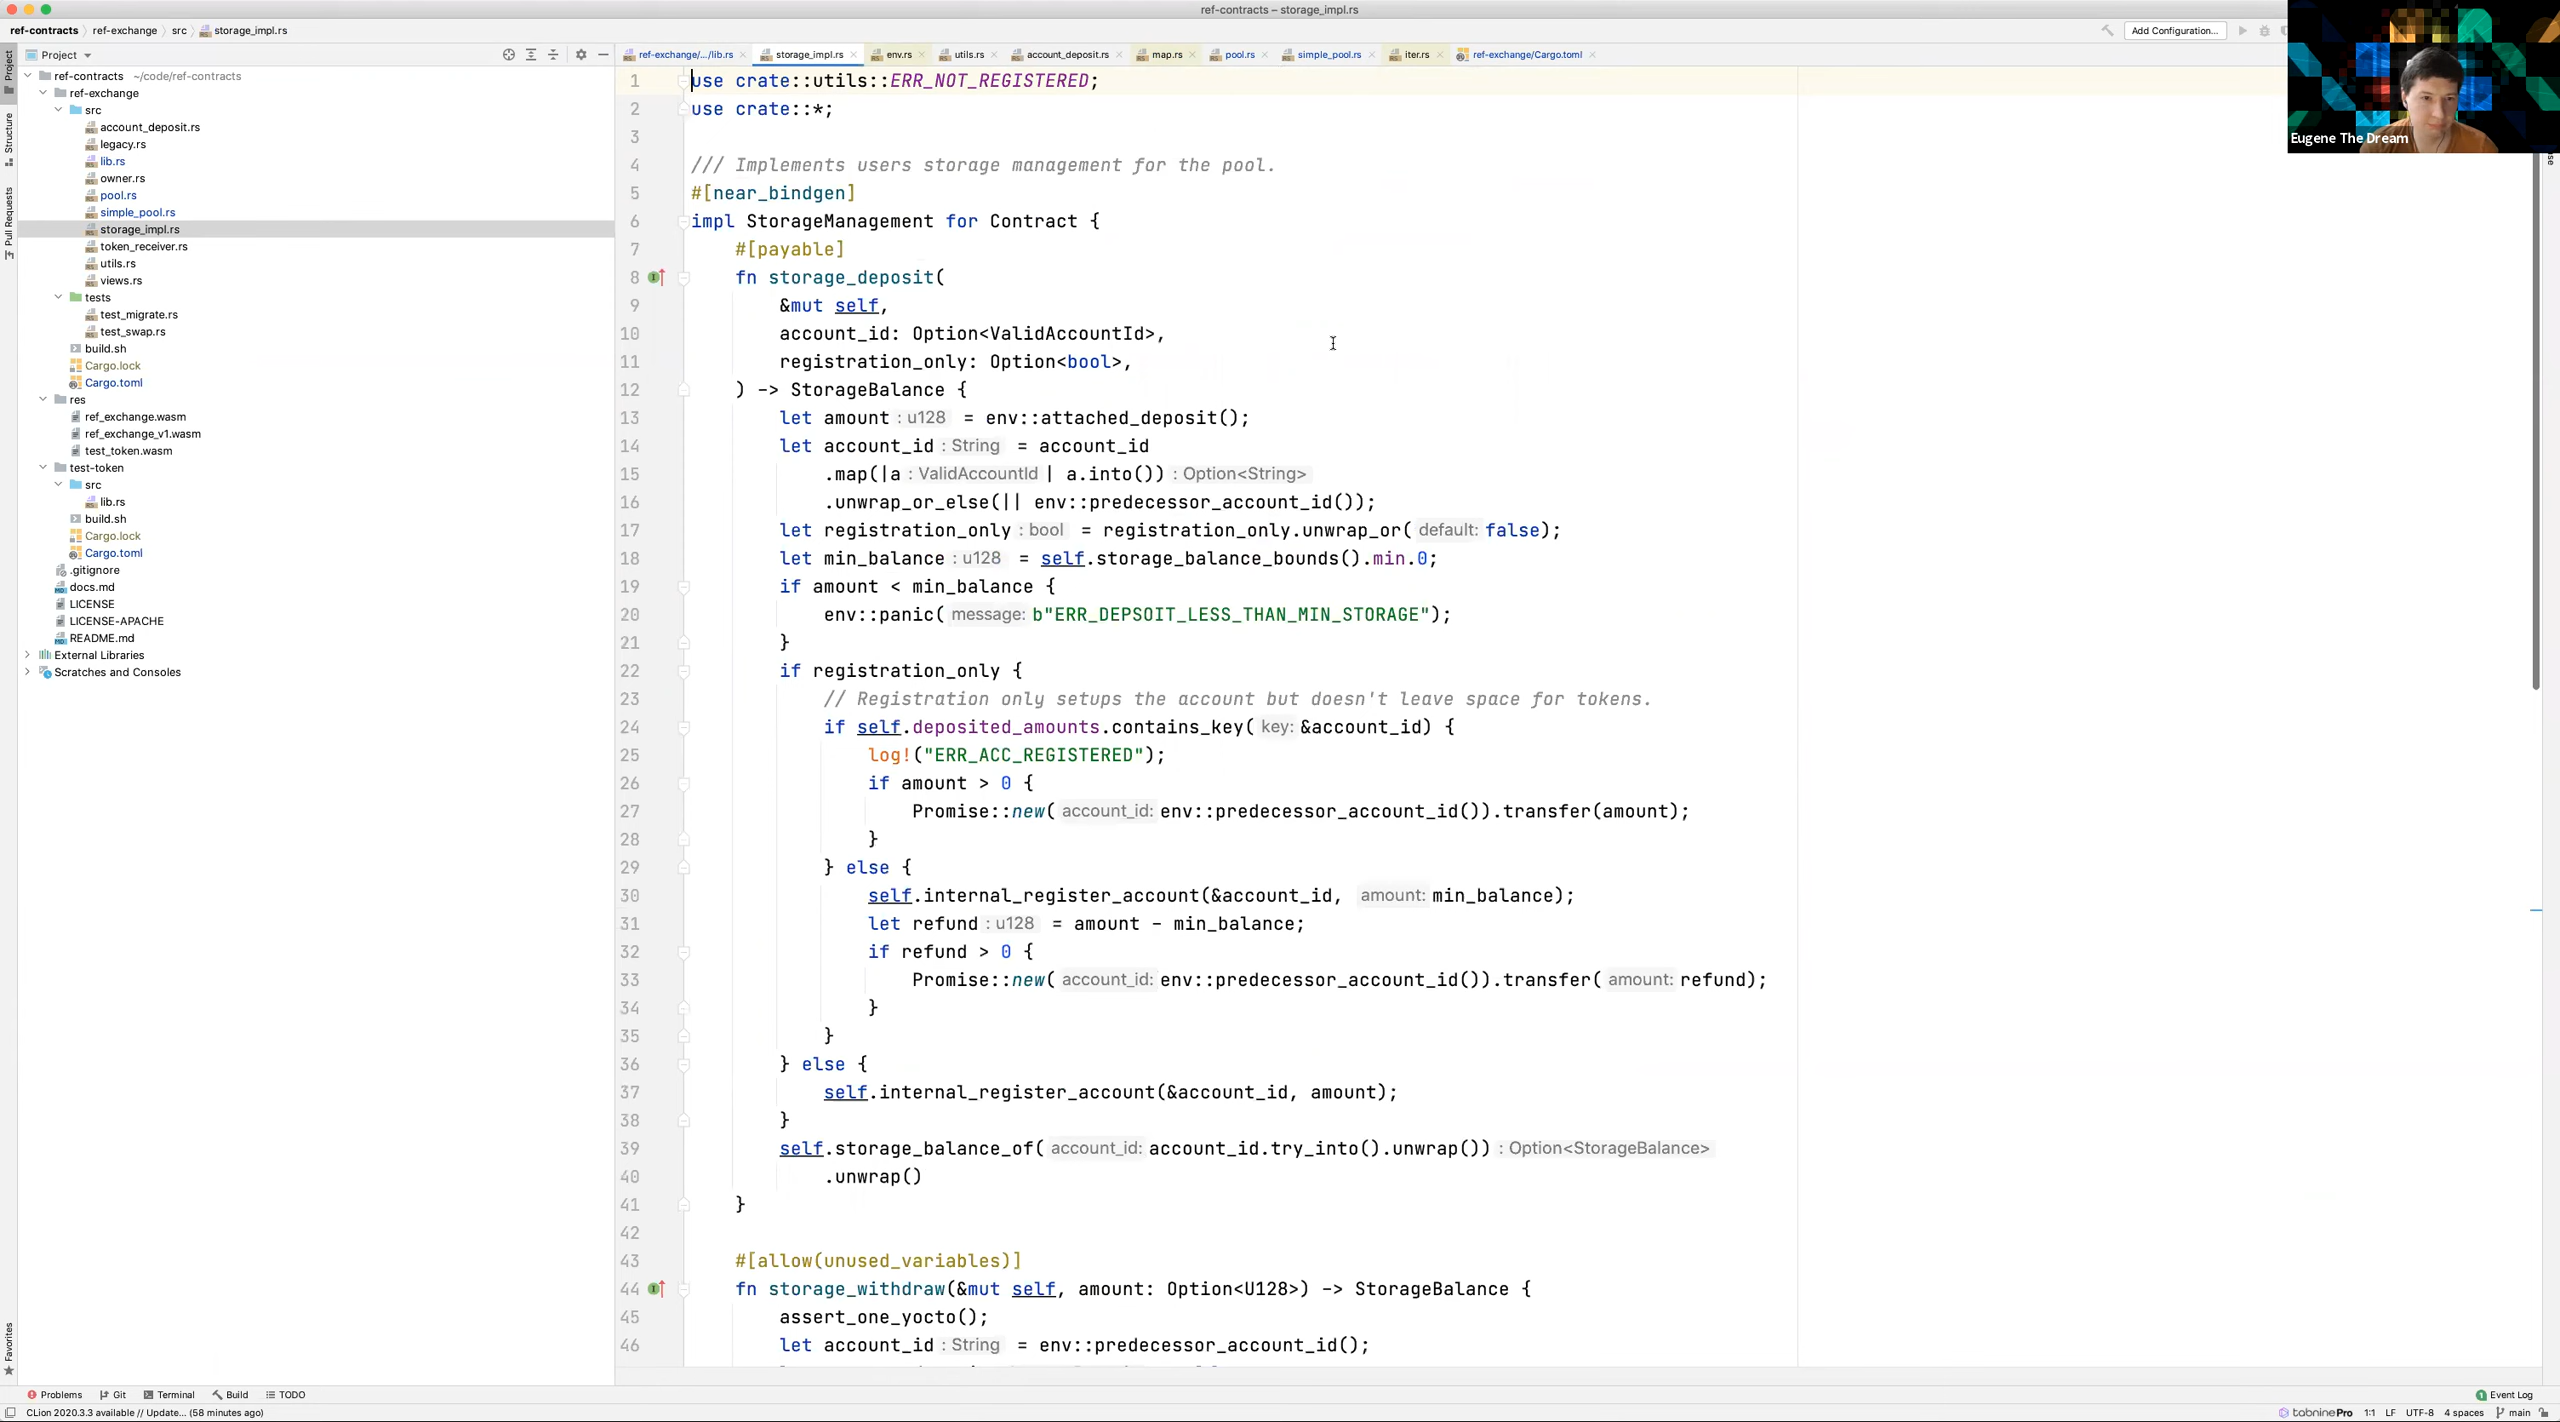 ref-contracts – storage_impl.rs
ref-contracts › ref-exchange › src › storage_impl.rs
Add Configuration...
Project
ref-exchange/.../lib.rs
storage_impl.rs
env.rs
utils.rs
account_deposit.rs
map.rs
pool.rs
simple_pool.rs
iter.rs
ref-exchange/Cargo.toml
Project
Structure
Pull Requests
Favorites
ref-contracts ~/code/ref-contracts
ref-exchange
src
account_deposit.rs
legacy.rs
lib.rs
owner.rs
pool.rs
simple_pool.rs
storage_impl.rs
token_receiver.rs
utils.rs
views.rs
tests
test_migrate.rs
test_swap.rs
build.sh
Cargo.lock
Cargo.toml
res
ref_exchange.wasm
ref_exchange_v1.wasm
test_token.wasm
test-token
src
lib.rs
build.sh
Cargo.lock
Cargo.toml
.gitignore
docs.md
LICENSE
LICENSE-APACHE
README.md
External Libraries
Scratches and Consoles
1 use crate::utils::ERR_NOT_REGISTERED;
2 use crate::*;
3
4 /// Implements users storage management for the pool.
5 #[near_bindgen]
6 impl StorageManagement for Contract {
7 #[payable]
8 fn storage_deposit(
9 &mut self,
10 account_id: Option<ValidAccountId>,
11 registration_only: Option<bool>,
12 ) -> StorageBalance {
13 let amount : u128 = env::attached_deposit();
14 let account_id : String = account_id
15 .map(|a : ValidAccountId | a.into()) : Option<String>
16 .unwrap_or_else(|| env::predecessor_account_id());
17 let registration_only : bool = registration_only.unwrap_or( default: false);
18 let min_balance : u128 = self.storage_balance_bounds().min.0;
19 if amount < min_balance {
20 env::panic( message: b"ERR_DEPSOIT_LESS_THAN_MIN_STORAGE");
21 }
22 if registration_only {
23 // Registration only setups the account but doesn't leave space for tokens.
24 if self.deposited_amounts.contains_key( key: &account_id) {
25 log!("ERR_ACC_REGISTERED");
26 if amount > 0 {
27 Promise::new( account_id: env::predecessor_account_id()).transfer(amount);
28 }
29 } else {
30 self.internal_register_account(&account_id, amount: min_balance);
31 let refund : u128 = amount - min_balance;
32 if refund > 0 {
33 Promise::new( account_id: env::predecessor_account_id()).transfer( amount: refund);
34 }
35 }
36 } else {
37 self.internal_register_account(&account_id, amount);
38 }
39 self.storage_balance_of( account_id: account_id.try_into().unwrap()) : Option<StorageBalance>
40 .unwrap()
41 }
42
43 #[allow(unused_variables)]
44 fn storage_withdraw(&mut self, amount: Option<U128>) -> StorageBalance {
45 assert_one_yocto();
46 let account_id : String = env::predecessor_account_id();
Eugene The Dream
Problems
Git
Terminal
Build
TODO
1 Event Log
CLion 2020.3.3 available // Update... (58 minutes ago)
tabninePro 1:1 LF UTF-8 4 spaces main